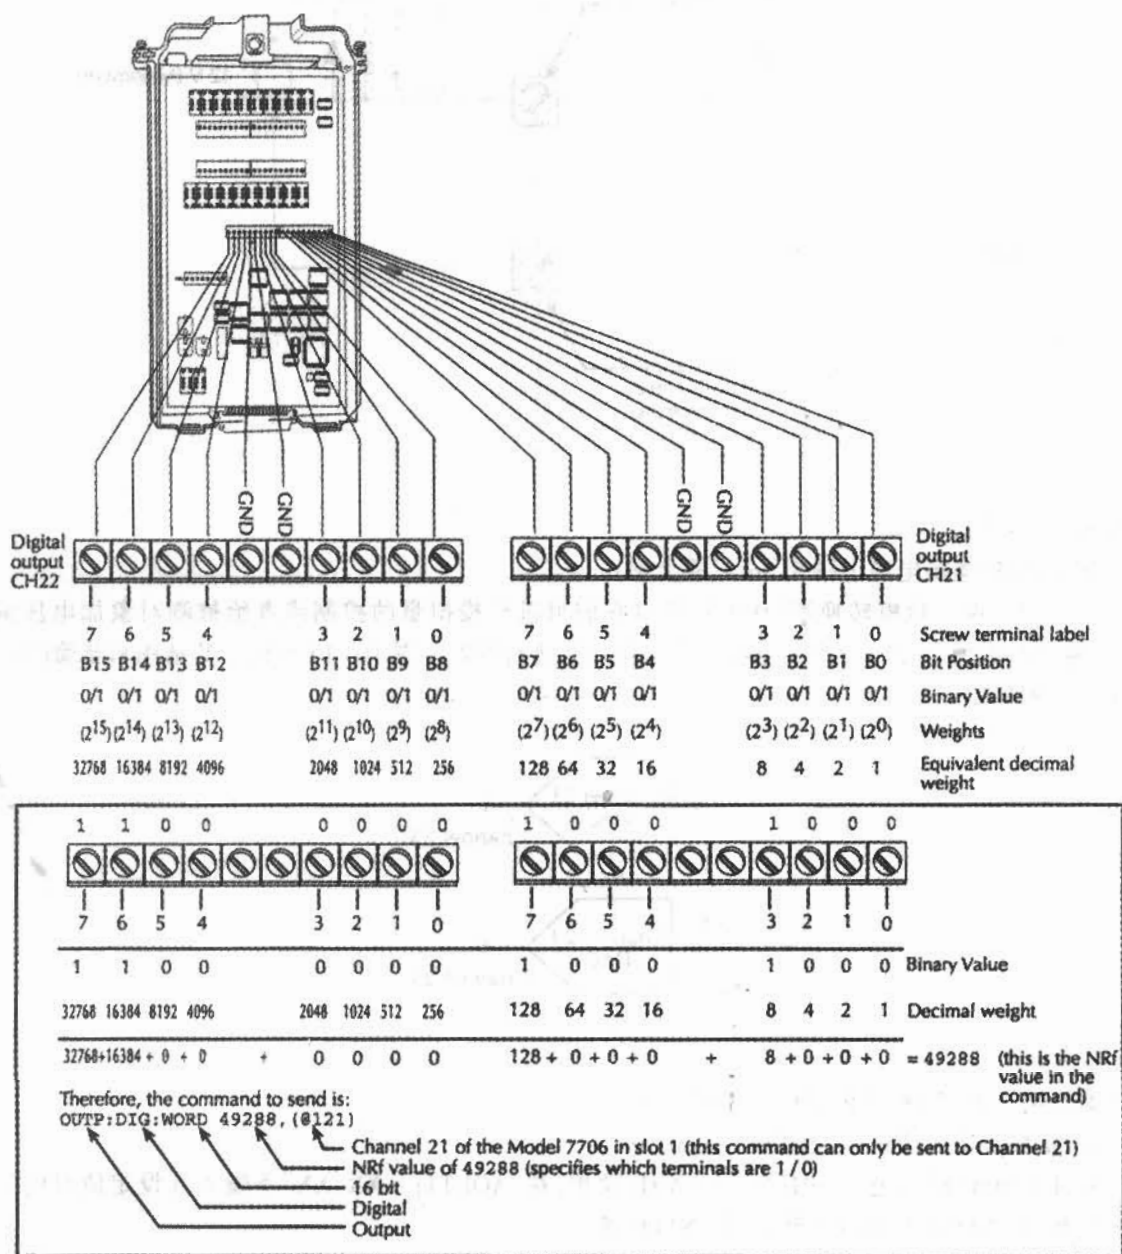 GND GND GND GND
Digital output CH22
Digital output CH21
7 6 5 4 3 2 1 0 7 6 5 4 3 2 1 0 Screw terminal label
B15 B14 B13 B12 B11 B10 B9 B8 B7 B6 B5 B4 B3 B2 B1 B0 Bit Position
0/1 0/1 0/1 0/1 0/1 0/1 0/1 0/1 0/1 0/1 0/1 0/1 0/1 0/1 0/1 0/1 Binary Value
(2^15) (2^14) (2^13) (2^12) (2^11) (2^10) (2^9) (2^8) (2^7) (2^6) (2^5) (2^4) (2^3) (2^2) (2^1) (2^0) Weights
32768 16384 8192 4096 2048 1024 512 256 128 64 32 16 8 4 2 1 Equivalent decimal weight
1 1 0 0 0 0 0 0 1 0 0 0 1 0 0 0
7 6 5 4 3 2 1 0 7 6 5 4 3 2 1 0
1 1 0 0 0 0 0 0 1 0 0 0 1 0 0 0 Binary Value
32768 16384 8192 4096 2048 1024 512 256 128 64 32 16 8 4 2 1 Decimal weight
32768+16384 + 0 + 0 + 0 0 0 0 128 + 0 + 0 + 0 + 8 + 0 + 0 + 0 = 49288 (this is the NRf value in the command)
Therefore, the command to send is:
OUTP:DIG:WORD 49288,(@121)
Channel 21 of the Model 7706 in slot 1 (this command can only be sent to Channel 21)
NRf value of 49288 (specifies which terminals are 1 / 0)
16 bit
Digital
Output